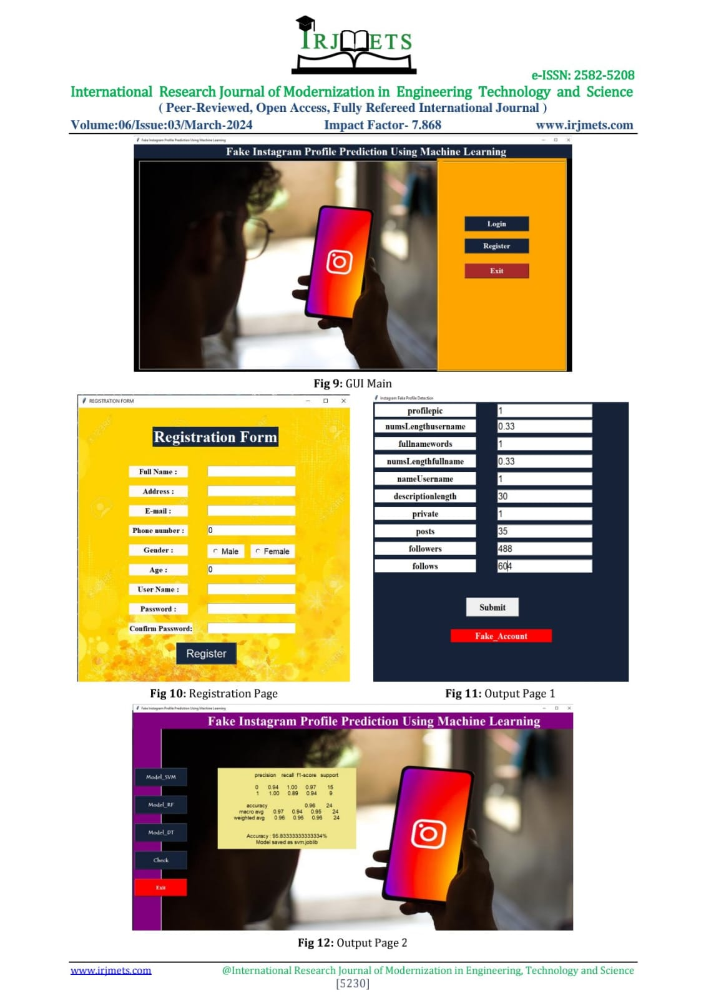 IRJMETS
e-ISSN: 2582-5208
International Research Journal of Modernization in Engineering Technology and Science
( Peer-Reviewed, Open Access, Fully Refereed International Journal )
Volume:06/Issue:03/March-2024 Impact Factor- 7.868 www.irjmets.com
Fake Instagram Profile Prediction Using Machine Learning
Fake Instagram Profile Prediction Using Machine Learning
Login
Register
Exit
Fig 9: GUI Main
REGISTRATION FORM
Registration Form
Full Name :
Address :
E-mail :
Phone number : 0
Gender : Male Female
Age : 0
User Name :
Password :
Confirm Password:
Register
Fig 10: Registration Page
Instagram Fake Profile Detection
profilepic 1
numsLengthusername 0.33
fullnamewords 1
numsLengthfullname 0.33
nameUsername 1
descriptionlength 30
private 1
posts 35
followers 488
follows 604
Submit
Fake_Account
Fig 11: Output Page 1
Fake Instagram Profile Prediction Using Machine Learning
Fake Instagram Profile Prediction Using Machine Learning
Model_SVM
Model_RF
Model_DT
Check
Exit
precision recall f1-score support
0 0.94 1.00 0.97 15
1 1.00 0.89 0.94 9
accuracy 0.96 24
macro avg 0.97 0.94 0.95 24
weighted avg 0.96 0.96 0.96 24
Accuracy : 95.83333333333334%
Model saved as svm.joblib
Fig 12: Output Page 2
www.irjmets.com @International Research Journal of Modernization in Engineering, Technology and Science
[5230]